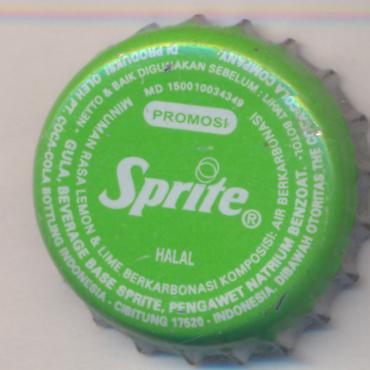 MD 150010034349
PROMOSI
Sprite®
HALAL
MINUMAN RASA LEMON & LIME BERKARBONASI KOMPOSISI: AIR BERKARBONASI
GULA, BEVERAGE BASE SPRITE, PENGAWET NATRIUM BENZOAT.
NETTO & BAIK DIGUNAKAN SEBELUM : LIHAT BOTOL
DI PRODUKSI OLEH PT. COCA-COLA BOTTLING INDONESIA - CIBITUNG 17520 - INDONESIA, DIBAWAH OTORITAS THE COCA-COLA COMPANY